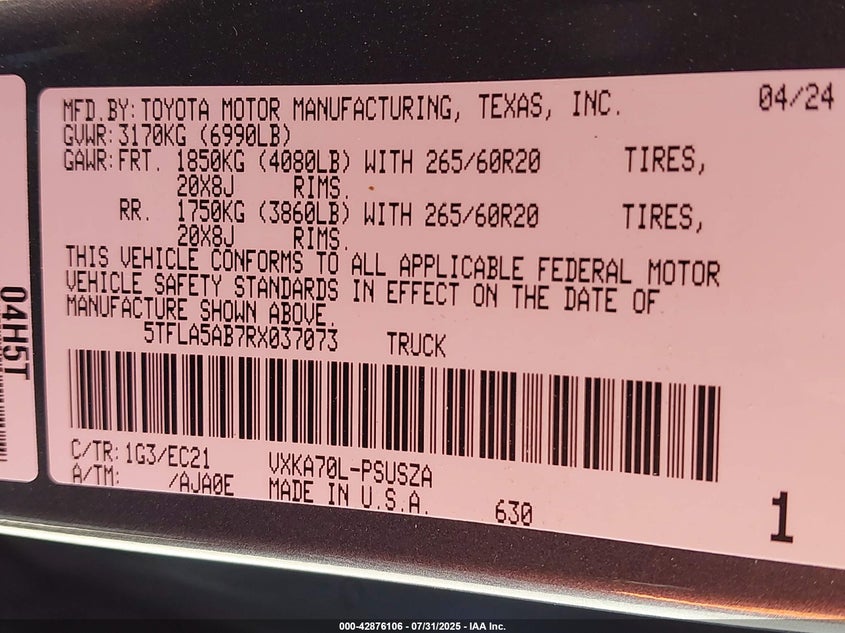 MFD. BY: TOYOTA MOTOR MANUFACTURING, TEXAS, INC. 04/24
GVWR: 3170KG (6990LB)
GAWR: FRT. 1850KG (4080LB) WITH 265/60R20 TIRES,
20X8J RIMS.
RR. 1750KG (3860LB) WITH 265/60R20 TIRES,
20X8J RIMS.
THIS VEHICLE CONFORMS TO ALL APPLICABLE FEDERAL MOTOR
VEHICLE SAFETY STANDARDS IN EFFECT ON THE DATE OF
MANUFACTURE SHOWN ABOVE.
5TFLA5AB7RX037073 TRUCK
C/TR: 1G3/EC21 VXKA70L-PSUSZA
A/TM: /AJA0E MADE IN U.S.A. 630
1
04H5T
000-42876106 - 07/31/2025 - IAA Inc.